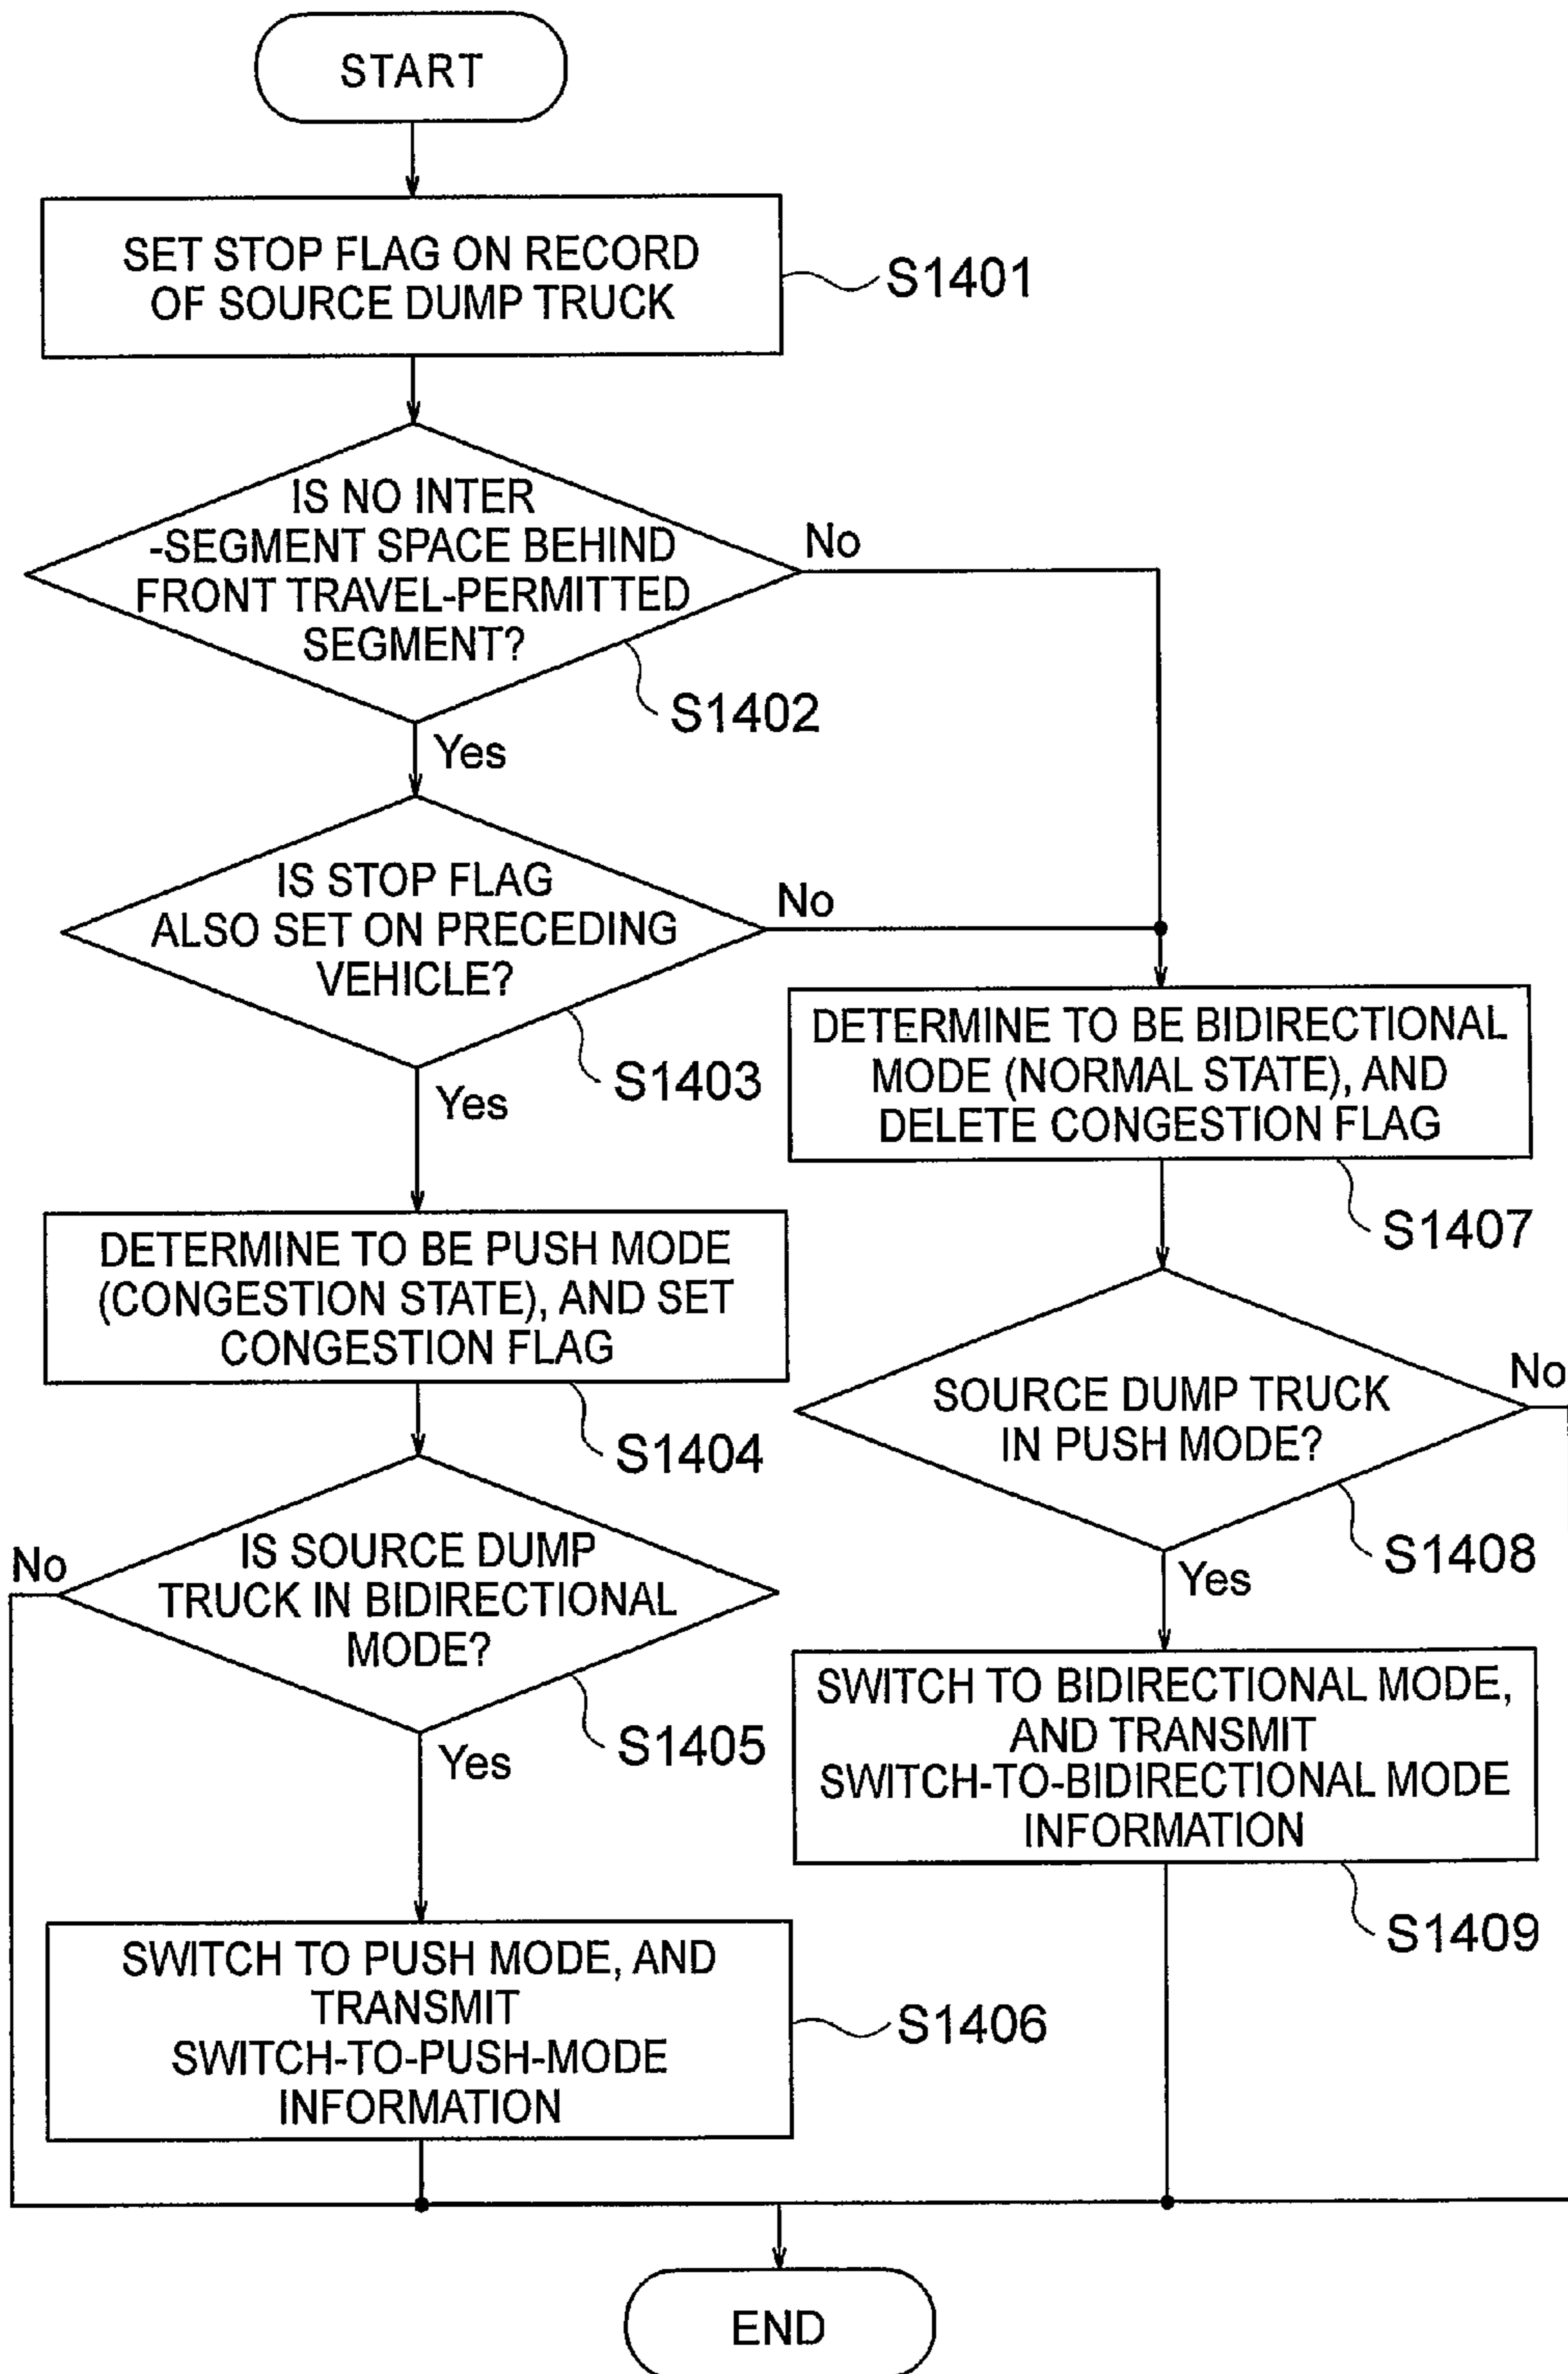 START
SET STOP FLAG ON RECORD
OF SOURCE DUMP TRUCK
S1401
IS NO INTER
-SEGMENT SPACE BEHIND
FRONT TRAVEL-PERMITTED
SEGMENT?
No
S1402
Yes
IS STOP FLAG
ALSO SET ON PRECEDING
VEHICLE?
No
S1403
Yes
DETERMINE TO BE PUSH MODE
(CONGESTION STATE), AND SET
CONGESTION FLAG
S1404
IS SOURCE DUMP
TRUCK IN BIDIRECTIONAL
MODE?
No
S1405
Yes
SWITCH TO PUSH MODE, AND
TRANSMIT
SWITCH-TO-PUSH-MODE
INFORMATION
S1406
DETERMINE TO BE BIDIRECTIONAL
MODE (NORMAL STATE), AND
DELETE CONGESTION FLAG
S1407
SOURCE DUMP TRUCK
IN PUSH MODE?
No
S1408
Yes
SWITCH TO BIDIRECTIONAL MODE,
AND TRANSMIT
SWITCH-TO-BIDIRECTIONAL MODE
INFORMATION
S1409
END